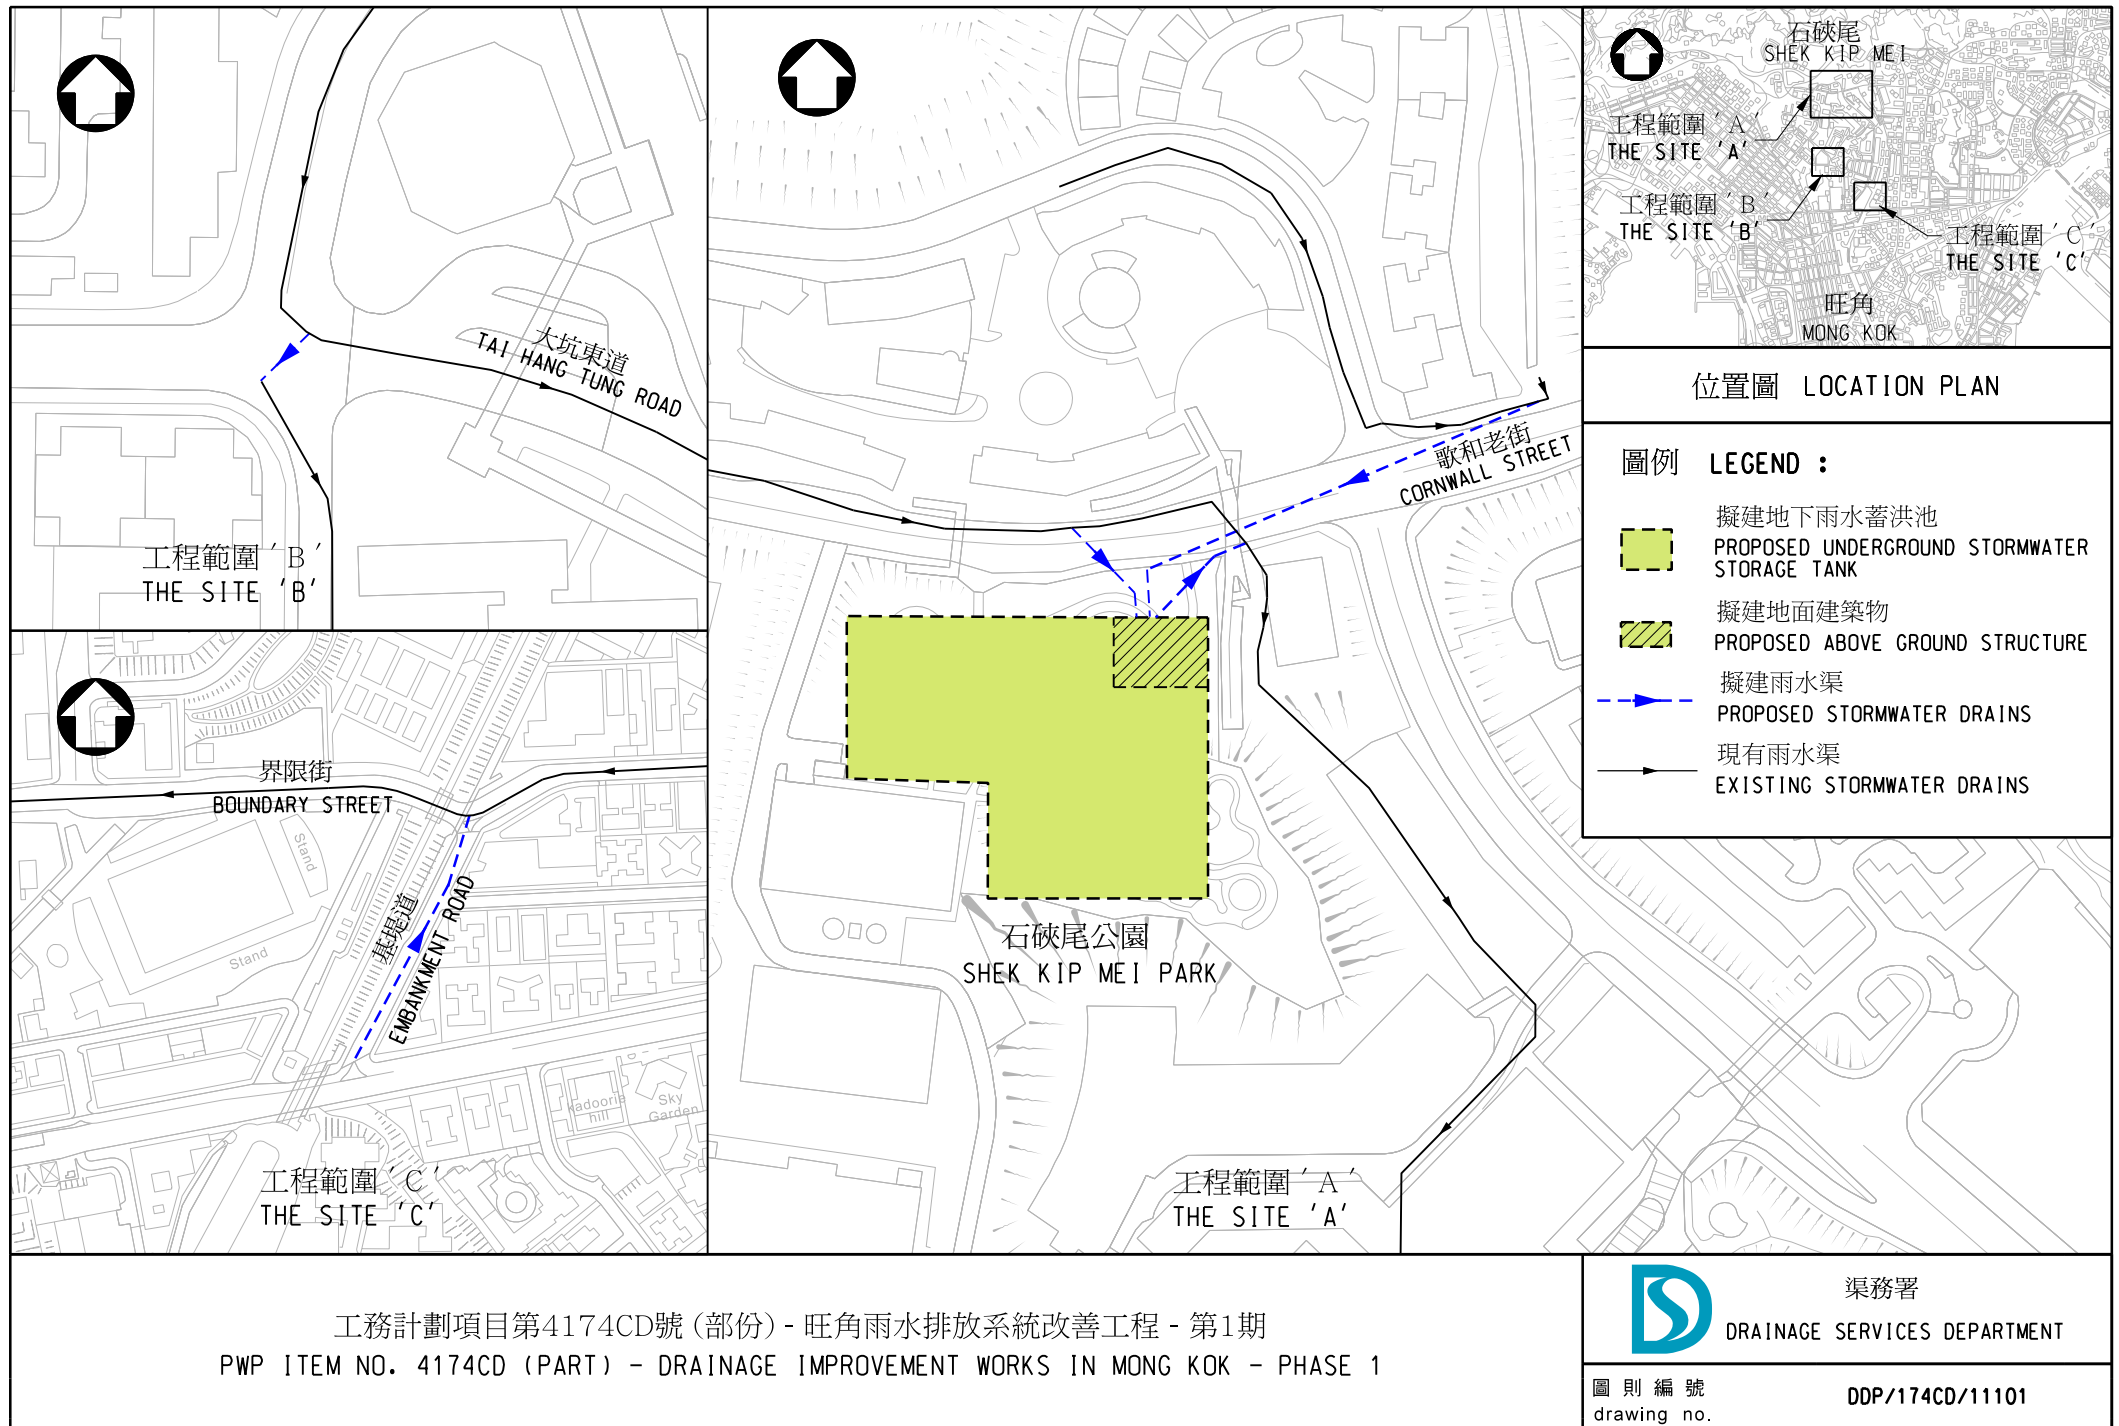 大坑東道
TAI HANG TUNG ROAD
工程範圍 'B'
THE SITE 'B'
界限街
BOUNDARY STREET
Stand
Stand
基堤道
EMBANKMENT ROAD
kadoorie
hill
Sky
Garden
工程範圍 'C'
THE SITE 'C'
歌和老街
CORNWALL STREET
石硤尾公園
SHEK KIP MEI PARK
工程範圍 'A'
THE SITE 'A'
石硤尾
SHEK KIP MEI
工程範圍 'A'
THE SITE 'A'
工程範圍 'B'
THE SITE 'B'
工程範圍 'C'
THE SITE 'C'
旺角
MONG KOK
位置圖 LOCATION PLAN
圖例 LEGEND :
擬建地下雨水蓄洪池
PROPOSED UNDERGROUND STORMWATER
STORAGE TANK
擬建地面建築物
PROPOSED ABOVE GROUND STRUCTURE
擬建雨水渠
PROPOSED STORMWATER DRAINS
現有雨水渠
EXISTING STORMWATER DRAINS
工務計劃項目第4174CD號 (部份) - 旺角雨水排放系統改善工程 - 第1期
PWP ITEM NO. 4174CD (PART) - DRAINAGE IMPROVEMENT WORKS IN MONG KOK - PHASE 1
渠務署
DRAINAGE SERVICES DEPARTMENT
圖則編號
drawing no.
DDP/174CD/11101